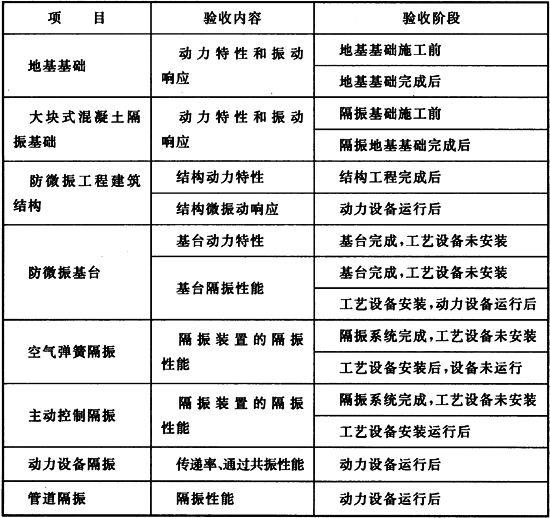 项 目 验收内容 验收阶段
地基基础 动力特性和振动响应 地基基础施工前
地基基础完成后
大块式混凝土隔振基础 动力特性和振动响应 隔振基础施工前
隔振地基基础完成后
防微振工程建筑结构 结构动力特性 结构工程完成后
结构微振动响应 动力设备运行后
防微振基台 基台动力特性 基台完成，工艺设备未安装
基台隔振性能 基台完成，工艺设备未安装
工艺设备安装，动力设备运行后
空气弹簧隔振 隔振装置的隔振性能 隔振系统完成，工艺设备未安装
工艺设备安装后，设备未运行
主动控制隔振 隔振装置的隔振性能 隔振系统完成，工艺设备未安装
工艺设备安装运行后
动力设备隔振 传递率、通过共振性能 动力设备运行后
管道隔振 隔振性能 动力设备运行后